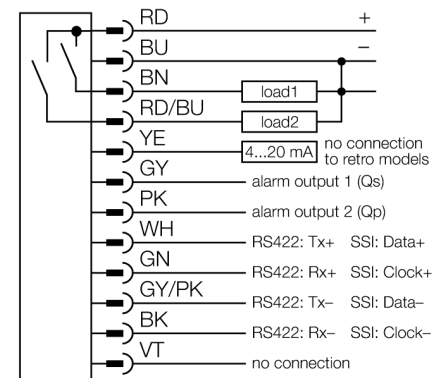 RD +
BU –
BN load1
RD/BU load2
YE 4...20 mA no connection
to retro models
GY alarm output 1 (Qs)
PK alarm output 2 (Qp)
WH RS422: Tx+ SSI: Data+
GN RS422: Rx+ SSI: Clock+
GY/PK RS422: Tx– SSI: Data–
BK RS422: Rx– SSI: Clock–
VT no connection